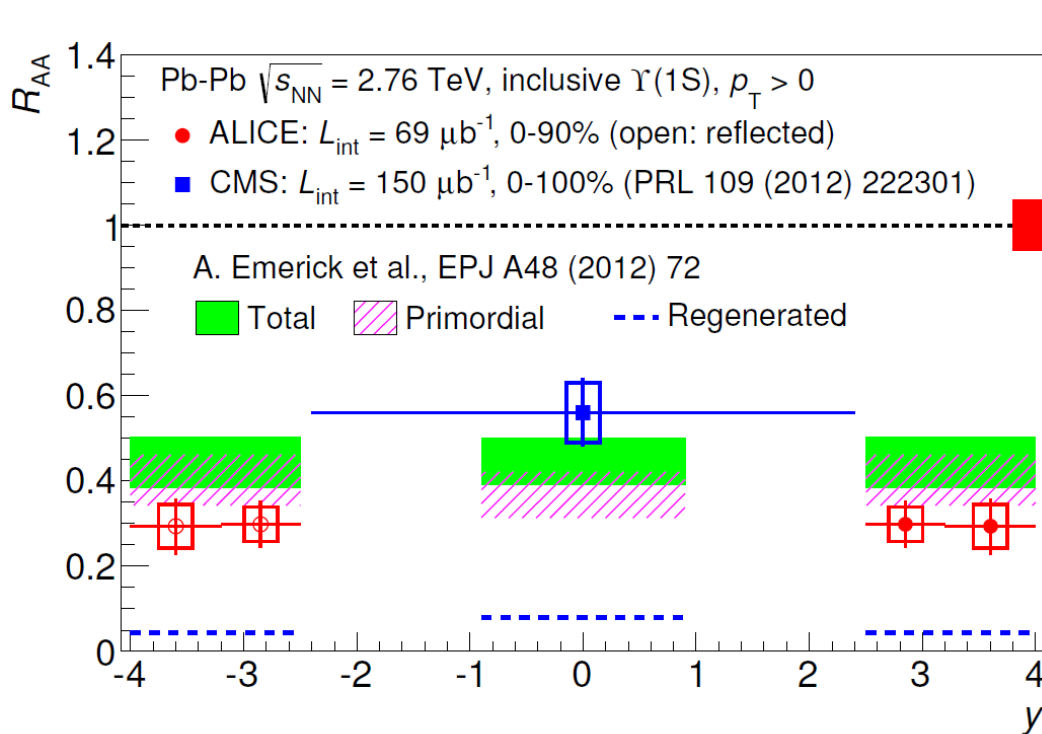 R_AA
1.4
1.2
1
0.8
0.6
0.4
0.2
0
Pb-Pb √s_NN = 2.76 TeV, inclusive ϒ(1S), p_T > 0
ALICE: L_int = 69 μb⁻¹, 0-90% (open: reflected)
CMS: L_int = 150 μb⁻¹, 0-100% (PRL 109 (2012) 222301)
A. Emerick et al., EPJ A48 (2012) 72
Total Primordial Regenerated
-4 -3 -2 -1 0 1 2 3 4
y